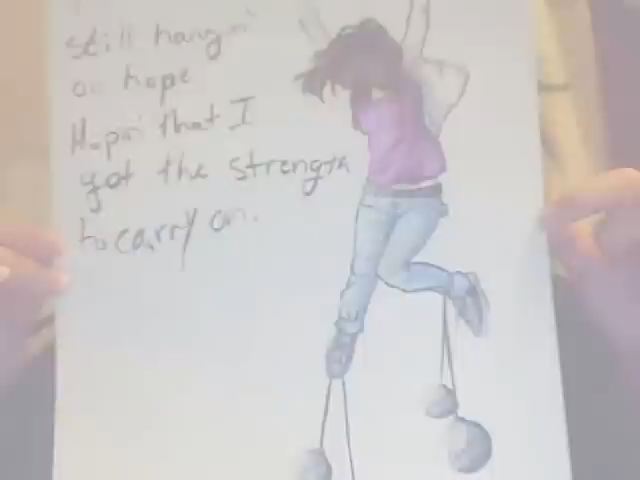 Still hangin'
on hope
Hopin' that I
got the strength
to carry on.